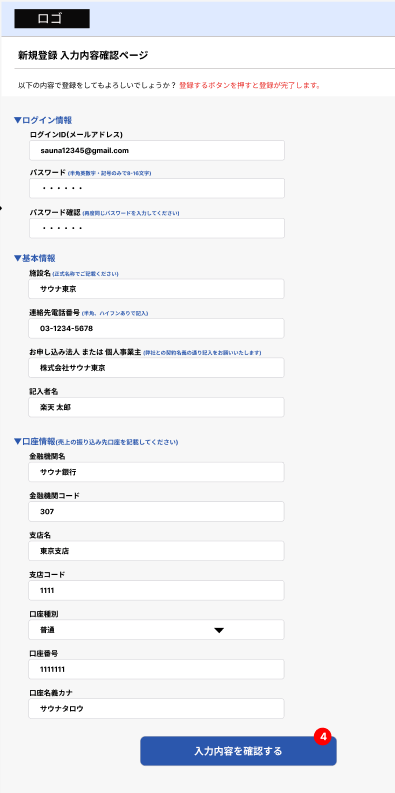 ロゴ
新規登録 入力内容確認ページ
以下の内容で登録をしてもよろしいでしょうか？ 登録するボタンを押すと登録が完了します。
▼ログイン情報
ログインID(メールアドレス)
sauna12345@gmail.com
パスワード (半角英数字・記号のみで8-16文字)
・・・・・・
パスワード確認 (再度同じパスワードを入力してください)
・・・・・・
▼基本情報
施設名 (正式名称でご記載ください)
サウナ東京
連絡先電話番号 (半角、ハイフンありで記入)
03-1234-5678
お申し込み法人 または 個人事業主 (弊社との契約名義の通り記入をお願いいたします)
株式会社サウナ東京
記入者名
楽天 太郎
▼口座情報(売上の振り込み先口座を記載してください)
金融機関名
サウナ銀行
金融機関コード
307
支店名
東京支店
支店コード
1111
口座種別
普通
口座番号
1111111
口座名義カナ
サウナタロウ
4
入力内容を確認する